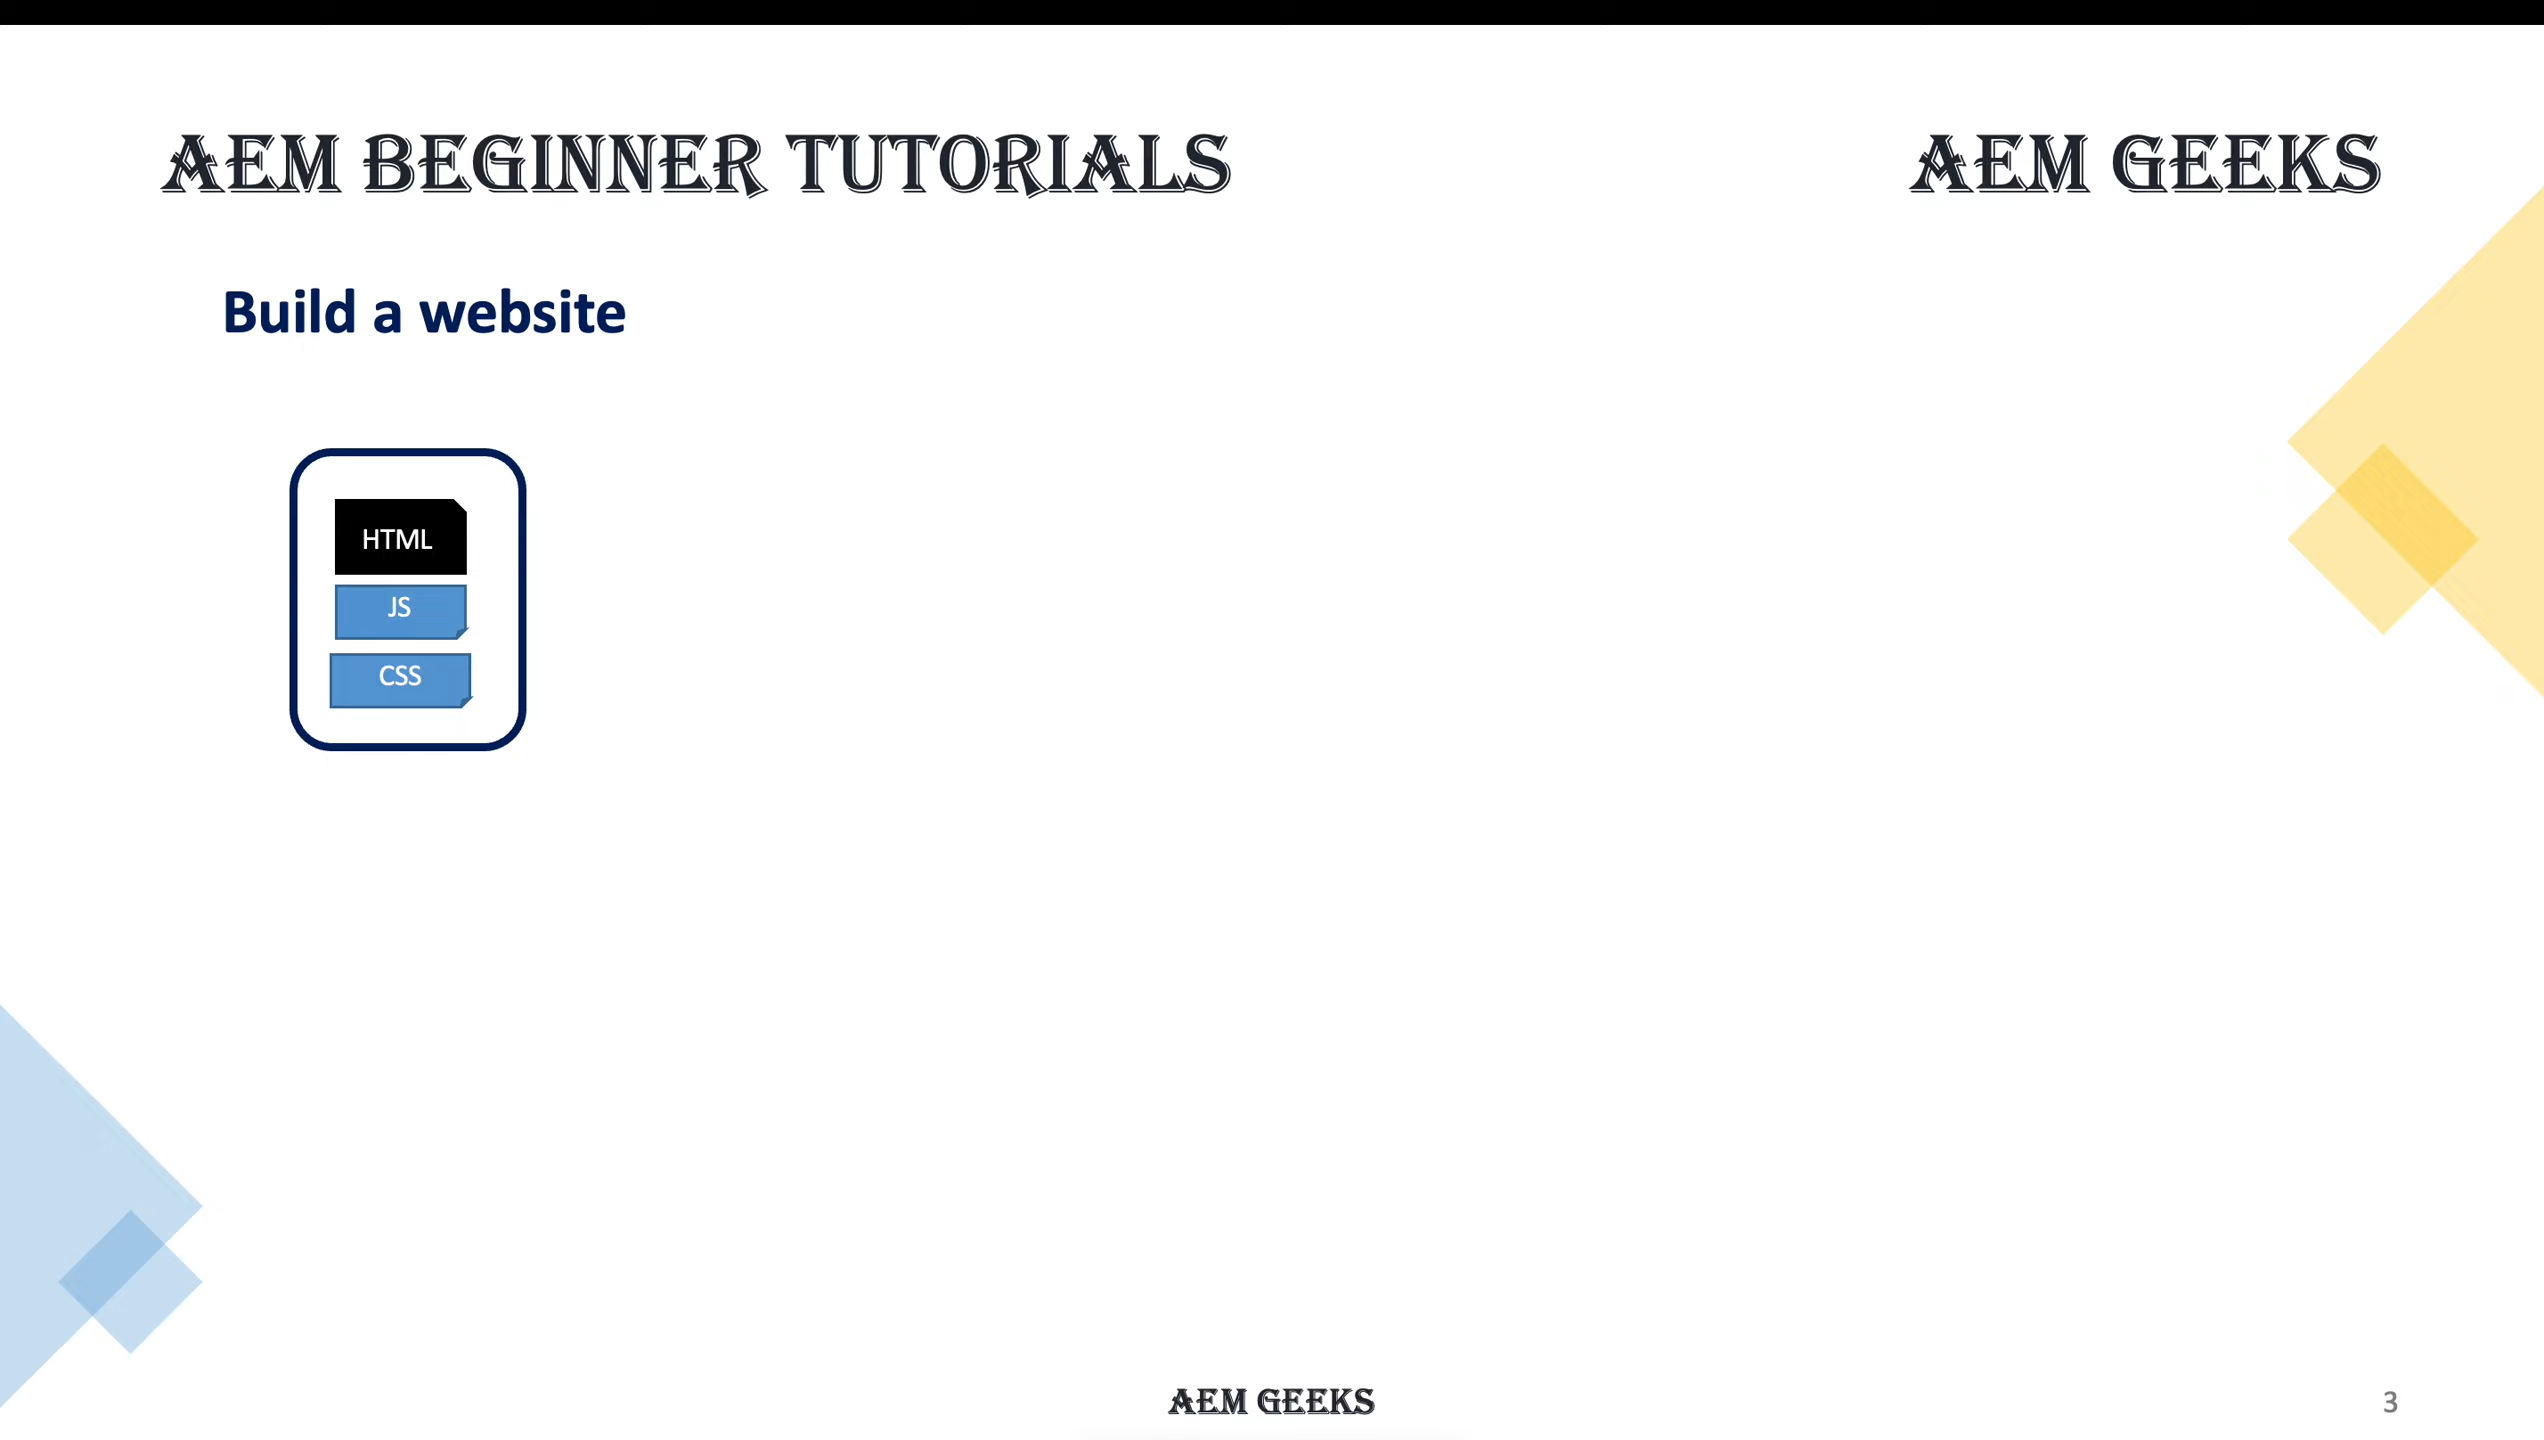 AEM BEGINNER TUTORIALS
AEM GEEKS
Build a website
HTML
JS
CSS
AEM GEEKS
3